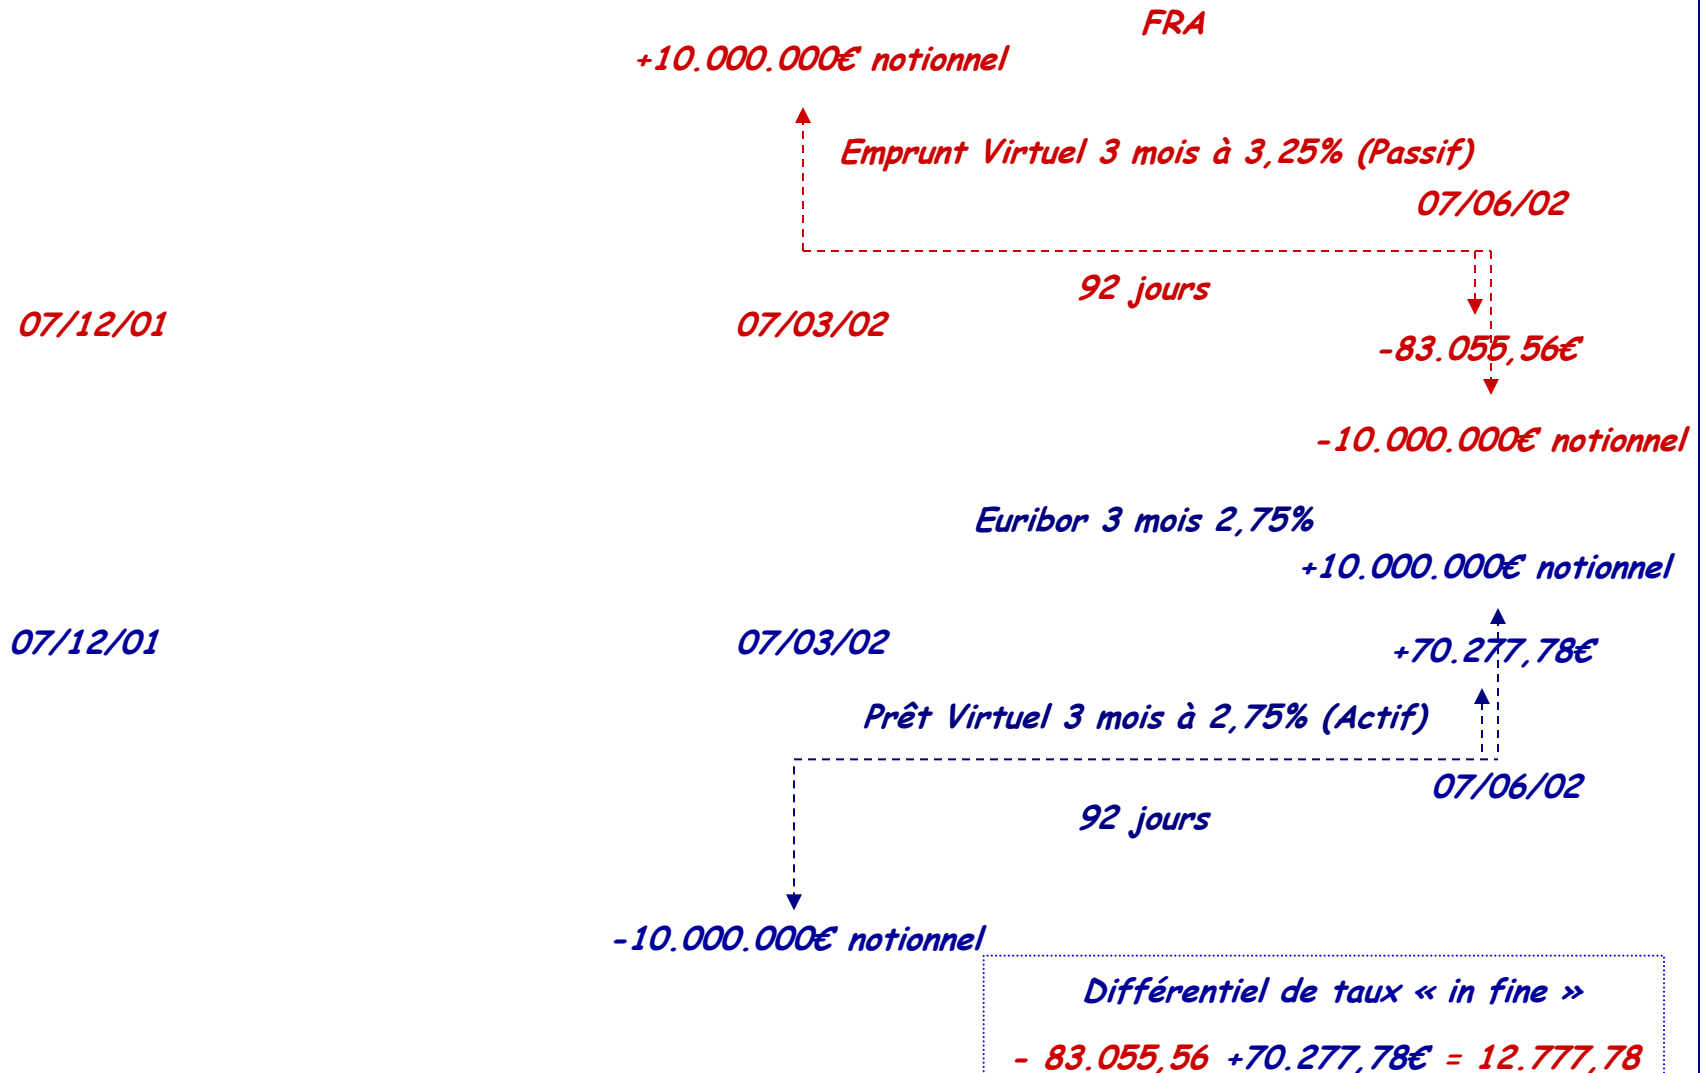 FRA
+10.000.000€ notionnel
Emprunt Virtuel 3 mois à 3,25% (Passif)
07/06/02
92 jours
07/12/01
07/03/02
-83.055,56€
-10.000.000€ notionnel
Euribor 3 mois 2,75%
+10.000.000€ notionnel
07/12/01
07/03/02
+70.277,78€
Prêt Virtuel 3 mois à 2,75% (Actif)
07/06/02
92 jours
-10.000.000€ notionnel
Différentiel de taux « in fine »
- 83.055,56 +70.277,78€ = 12.777,78